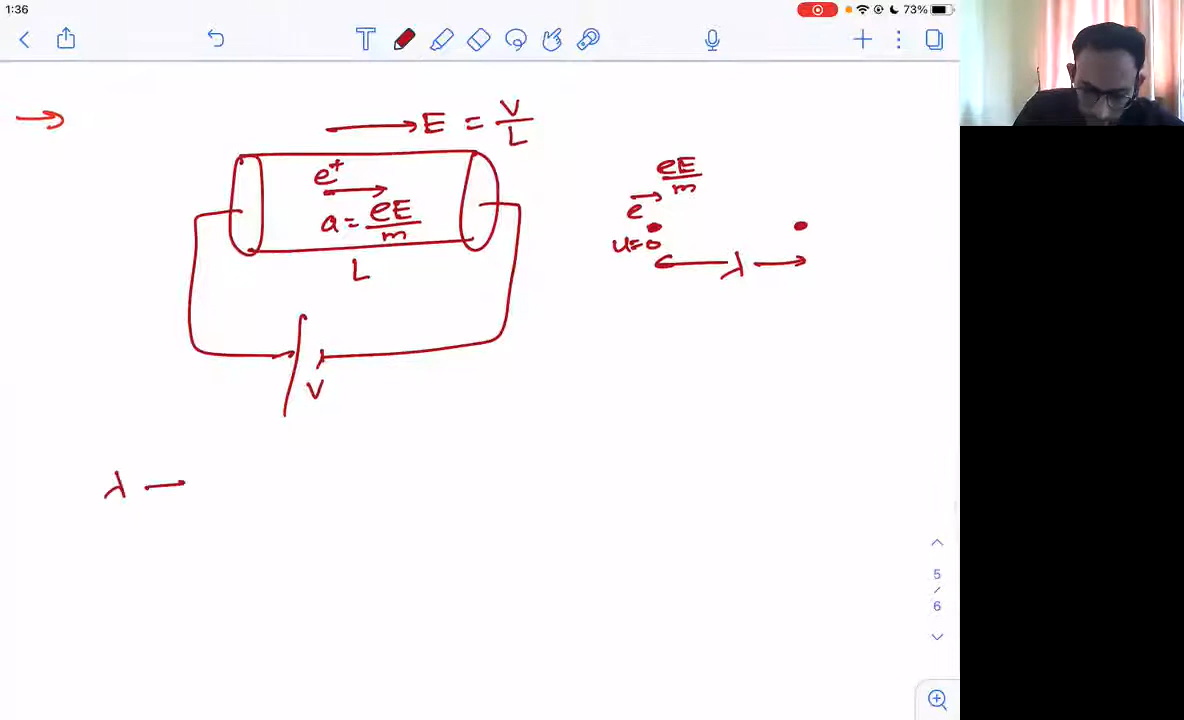 1:36
73%
T
→ E = V/L
e⁺
a = eE/m
L
V
eE/m
e
u=0
λ
λ —
5
/
6